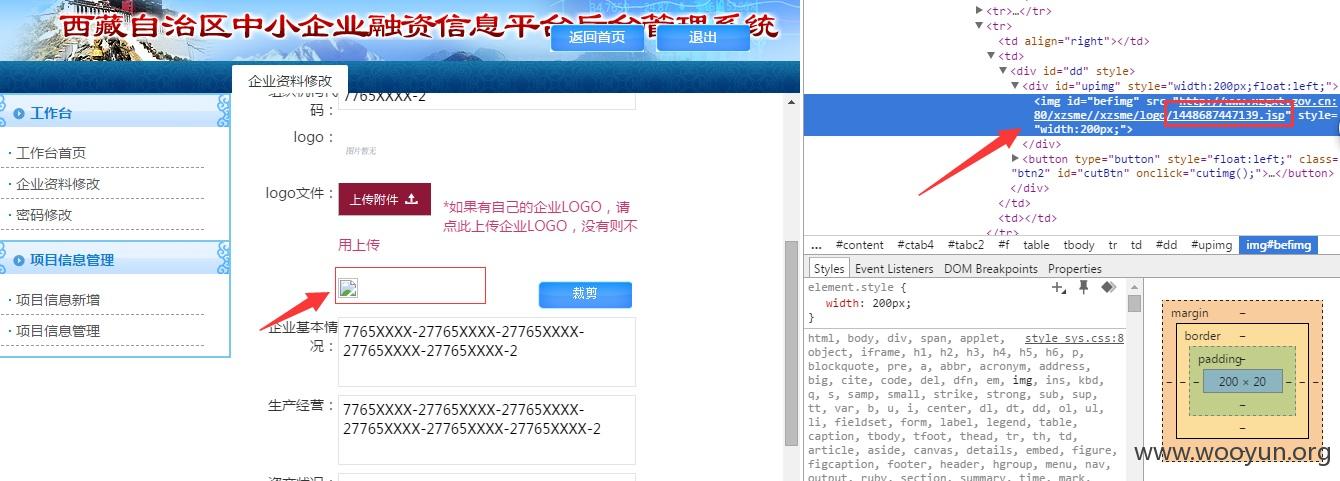 西藏自治区中小企业融资信息平台后台管理系统
返回首页
退出
企业资料修改
工作台
工作台首页
企业资料修改
密码修改
项目信息管理
项目信息新增
项目信息管理
组织机构代码：
7765XXXX-2
logo：
图片暂无
logo文件：
上传附件
*如果有自己的企业LOGO，请
点此上传企业LOGO，没有则不
用上传
裁剪
企业基本情
况：
7765XXXX-27765XXXX-27765XXXX-
27765XXXX-27765XXXX-2
生产经营：
7765XXXX-27765XXXX-27765XXXX-
27765XXXX-27765XXXX-27765XXXX-2
资产状况：
▶<tr>…</tr>
▼<tr>
<td align="right"></td>
▼<td>
▼<div id="dd" style>
▼<div id="upimg" style="width:200px;float:left;">
<img id="befimg" src="http://www.xzgxt.gov.cn:
80/xzsme//xzsme/logo/1448687447139.jsp" style=
"width:200px;">
</div>
▶<button type="button" style="float:left;" class=
"btn2" id="cutBtn" onclick="cutimg();">…</button>
</div>
</td>
<td></td>
</tr>
... #content #ctab4 #tabc2 #f table tbody tr td #dd #upimg img#befimg
Styles Event Listeners DOM Breakpoints Properties
element.style {
width: 200px;
}
html, body, div, span, applet, style sys.css:8
object, iframe, h1, h2, h3, h4, h5, h6, p,
blockquote, pre, a, abbr, acronym, address,
big, cite, code, del, dfn, em, img, ins, kbd,
q, s, samp, small, strike, strong, sub, sup,
tt, var, b, u, i, center, dl, dt, dd, ol, ul,
li, fieldset, form, label, legend, table,
caption, tbody, tfoot, thead, tr, th, td,
article, aside, canvas, details, embed, figure,
figcaption, footer, header, hgroup, menu, nav,
output, ruby, section, summary, time, mark,
margin –
border –
padding –
– – – 200 × 20 – – –
–
–
–
www.wooyun.org